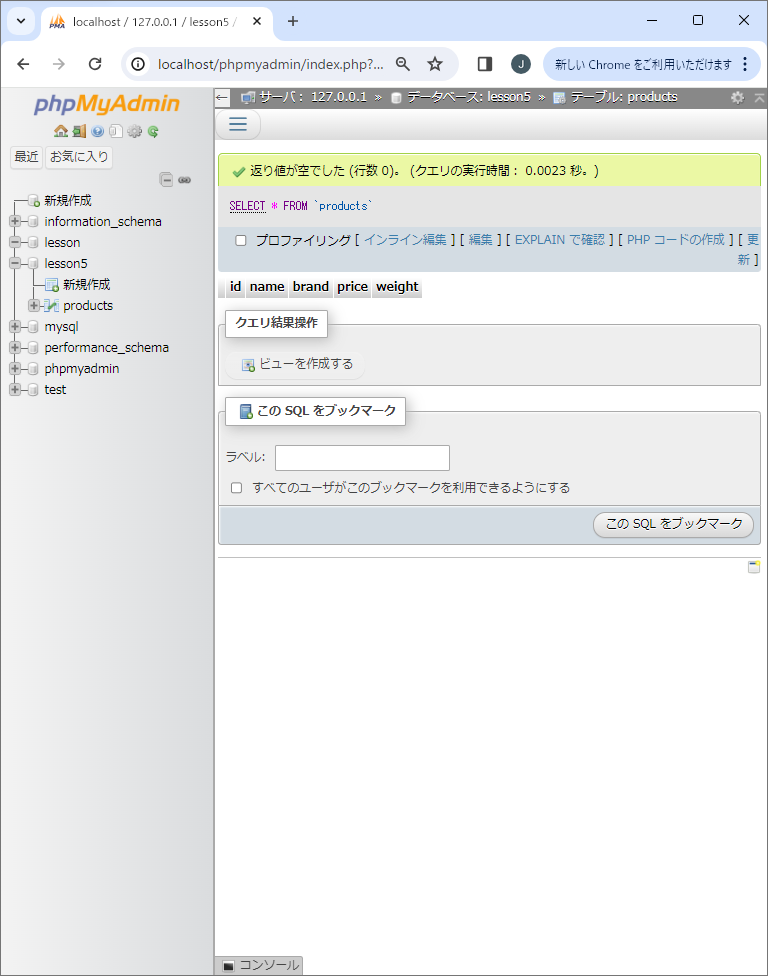 localhost / 127.0.0.1 / lesson5 /
localhost/phpmyadmin/index.php?...
J
新しい Chrome をご利用いただけます
phpMyAdmin
最近 お気に入り
新規作成
information_schema
lesson
lesson5
新規作成
products
mysql
performance_schema
phpmyadmin
test
サーバ: 127.0.0.1 » データベース: lesson5 » テーブル: products
返り値が空でした (行数 0)。 (クエリの実行時間: 0.0023 秒。)
SELECT * FROM `products`
プロファイリング [ インライン編集 ] [ 編集 ] [ EXPLAIN で確認 ] [ PHP コードの作成 ] [ 更
新 ]
id name brand price weight
クエリ結果操作
ビューを作成する
この SQL をブックマーク
ラベル:
すべてのユーザがこのブックマークを利用できるようにする
この SQL をブックマーク
コンソール